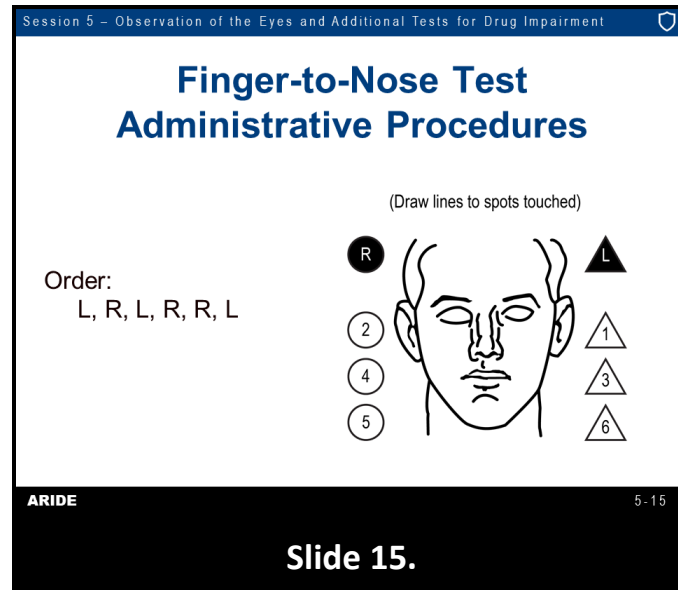 Session 5 – Observation of the Eyes and Additional Tests for Drug Impairment
Finger-to-Nose Test
Administrative Procedures
(Draw lines to spots touched)
R
L
Order:
L, R, L, R, R, L
2
1
4
3
5
6
ARIDE
5-15
Slide 15.